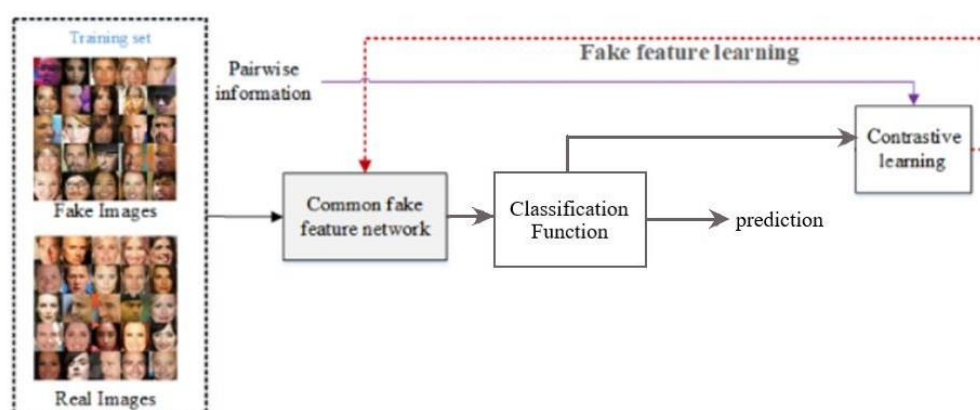 Training set
Fake Images
Real Images
Pairwise
information
Fake feature learning
Common fake
feature network
Classification
Function
prediction
Contrastive
learning